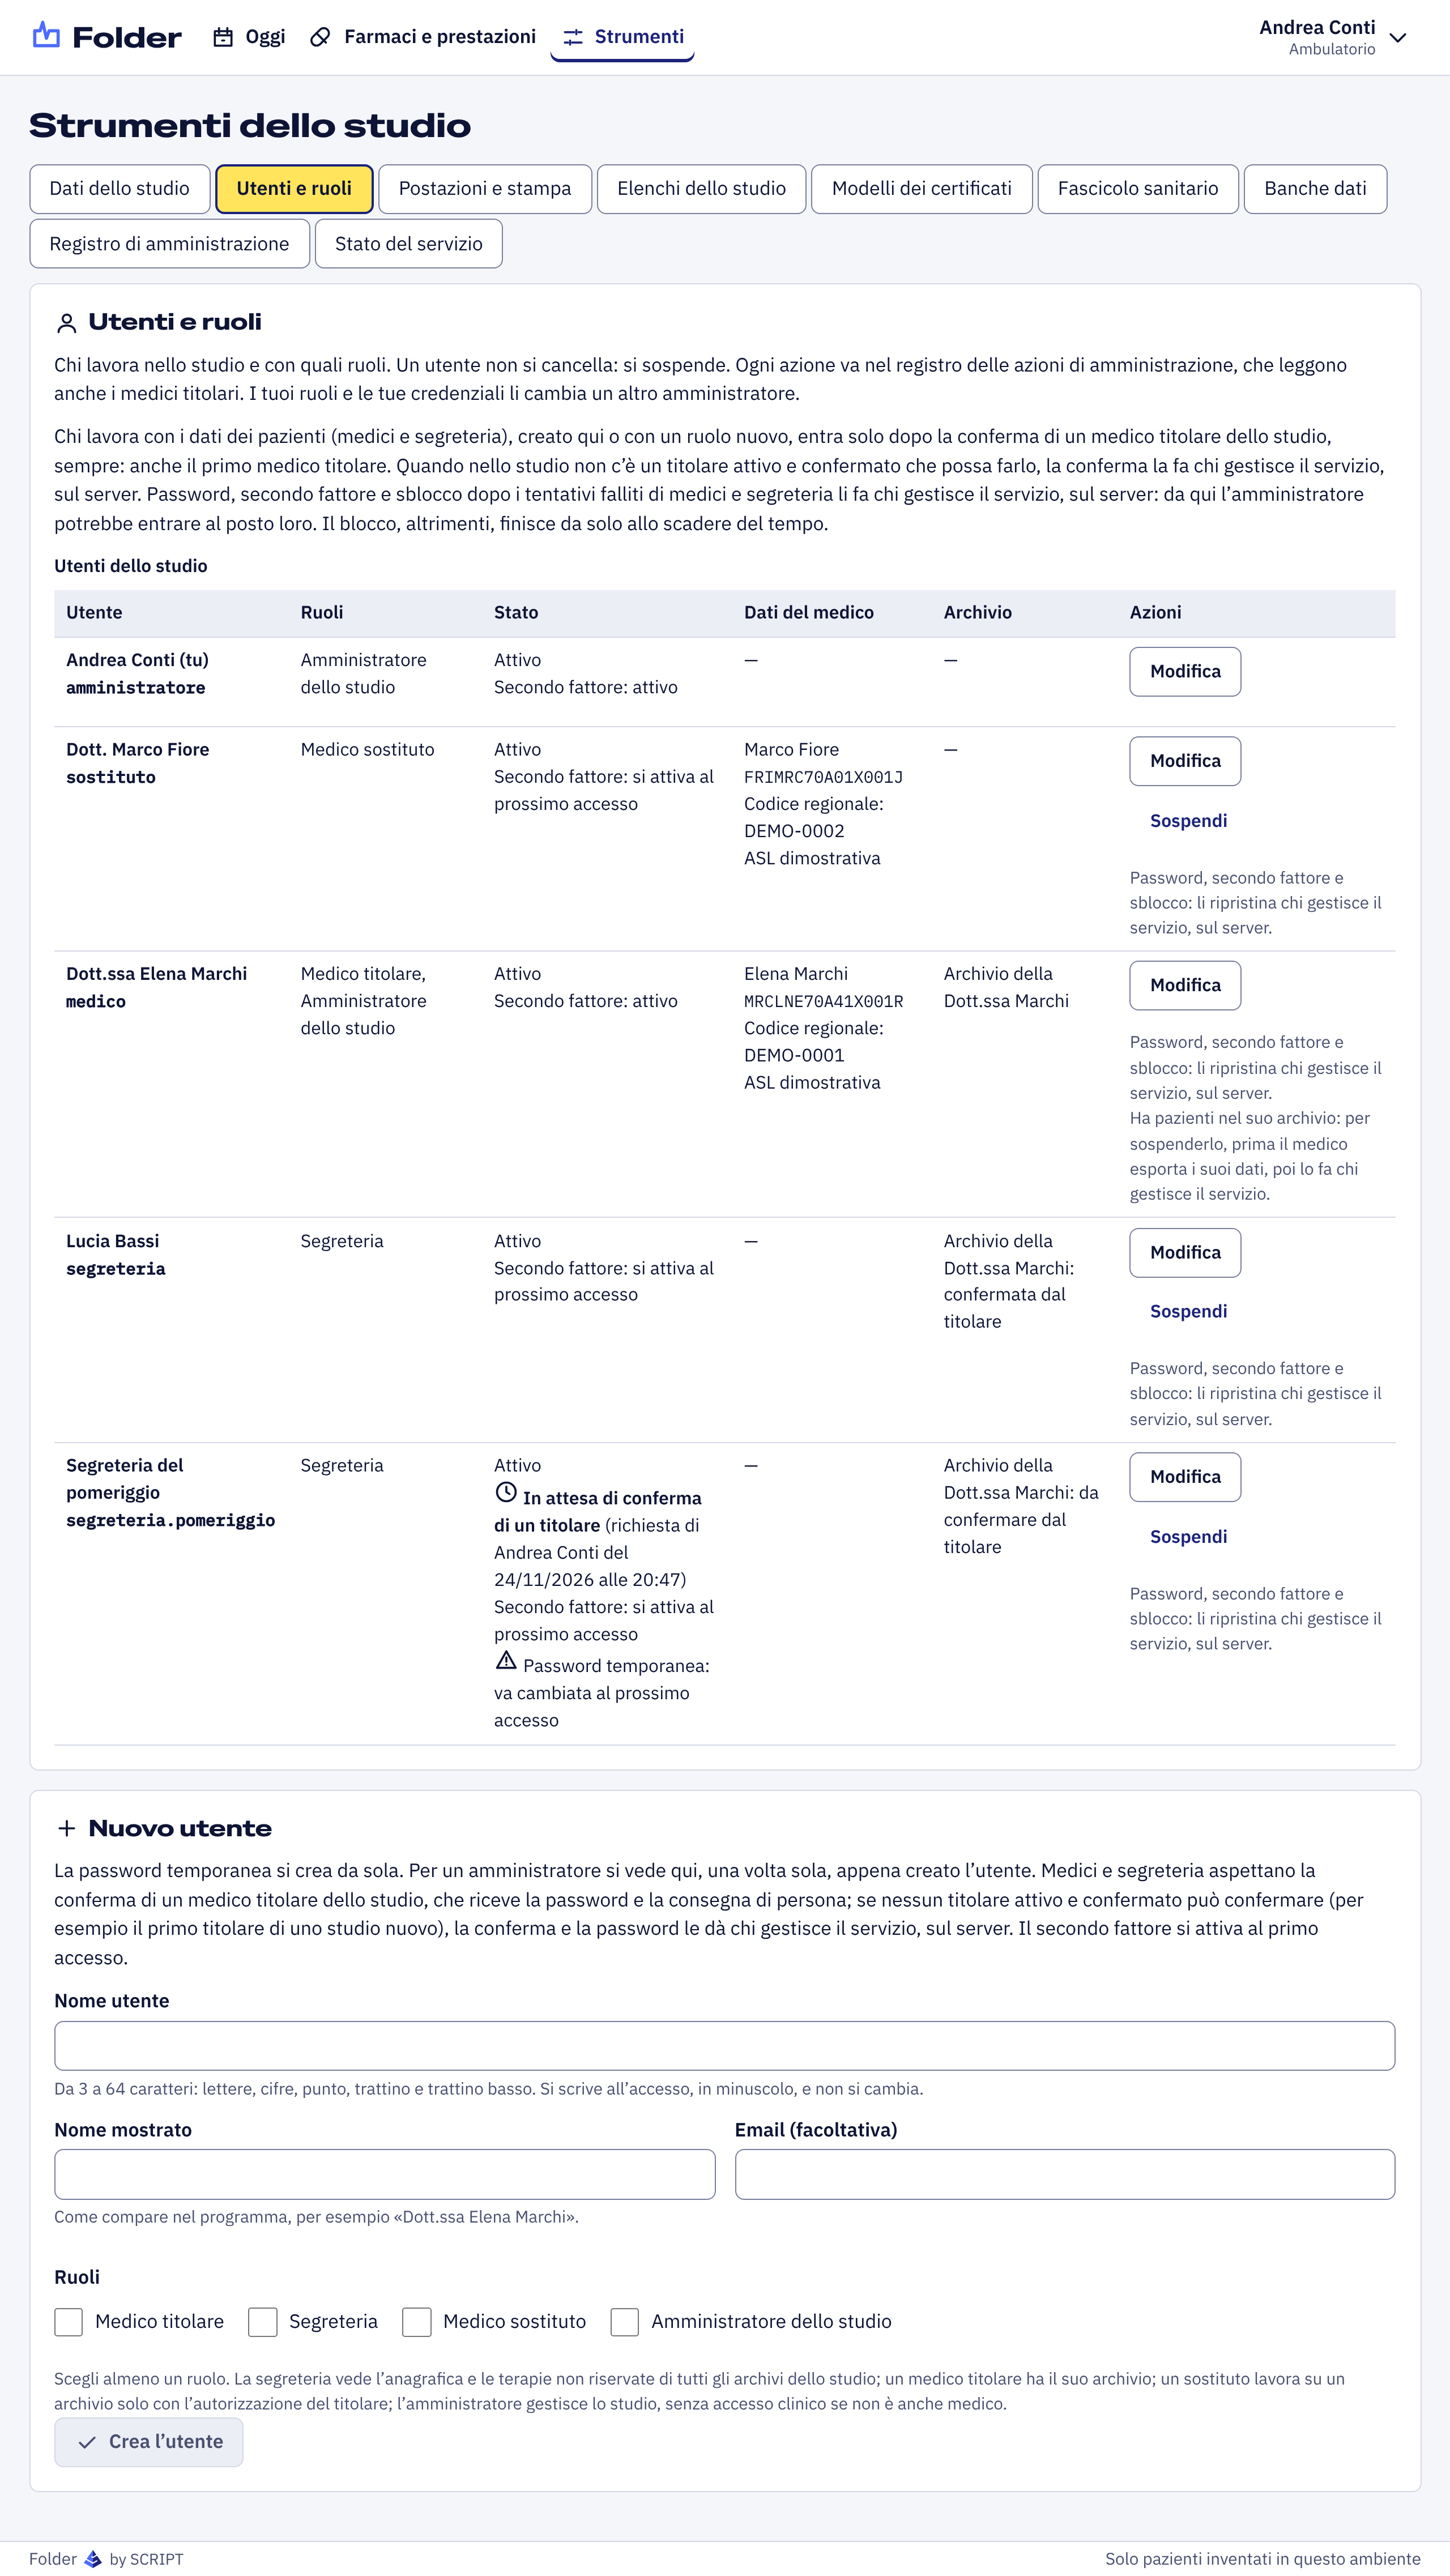 Folder
Oggi
Farmaci e prestazioni
Strumenti
Andrea Conti
Ambulatorio
Strumenti dello studio
Dati dello studio
Utenti e ruoli
Postazioni e stampa
Elenchi dello studio
Modelli dei certificati
Fascicolo sanitario
Banche dati
Registro di amministrazione
Stato del servizio
Utenti e ruoli
Chi lavora nello studio e con quali ruoli. Un utente non si cancella: si sospende. Ogni azione va nel registro delle azioni di amministrazione, che leggono
anche i medici titolari. I tuoi ruoli e le tue credenziali li cambia un altro amministratore.
Chi lavora con i dati dei pazienti (medici e segreteria), creato qui o con un ruolo nuovo, entra solo dopo la conferma di un medico titolare dello studio,
sempre: anche il primo medico titolare. Quando nello studio non c’è un titolare attivo e confermato che possa farlo, la conferma la fa chi gestisce il servizio,
sul server. Password, secondo fattore e sblocco dopo i tentativi falliti di medici e segreteria li fa chi gestisce il servizio, sul server: da qui l’amministratore
potrebbe entrare al posto loro. Il blocco, altrimenti, finisce da solo allo scadere del tempo.
Utenti dello studio
Utente
Ruoli
Stato
Dati del medico
Archivio
Azioni
Andrea Conti (tu)
amministratore
Amministratore
dello studio
Attivo
Secondo fattore: attivo
—
—
Modifica
Dott. Marco Fiore
sostituto
Medico sostituto
Attivo
Secondo fattore: si attiva al
prossimo accesso
Marco Fiore
FRIMRC70A01X001J
Codice regionale:
DEMO-0002
ASL dimostrativa
—
Modifica
Sospendi
Password, secondo fattore e
sblocco: li ripristina chi gestisce il
servizio, sul server.
Dott.ssa Elena Marchi
medico
Medico titolare,
Amministratore
dello studio
Attivo
Secondo fattore: attivo
Elena Marchi
MRCLNE70A41X001R
Codice regionale:
DEMO-0001
ASL dimostrativa
Archivio della
Dott.ssa Marchi
Modifica
Password, secondo fattore e
sblocco: li ripristina chi gestisce il
servizio, sul server.
Ha pazienti nel suo archivio: per
sospenderlo, prima il medico
esporta i suoi dati, poi lo fa chi
gestisce il servizio.
Lucia Bassi
segreteria
Segreteria
Attivo
Secondo fattore: si attiva al
prossimo accesso
—
Archivio della
Dott.ssa Marchi:
confermata dal
titolare
Modifica
Sospendi
Password, secondo fattore e
sblocco: li ripristina chi gestisce il
servizio, sul server.
Segreteria del
pomeriggio
segreteria.pomeriggio
Segreteria
Attivo
In attesa di conferma
di un titolare (richiesta di
Andrea Conti del
24/11/2026 alle 20:47)
Secondo fattore: si attiva al
prossimo accesso
Password temporanea:
va cambiata al prossimo
accesso
—
Archivio della
Dott.ssa Marchi: da
confermare dal
titolare
Modifica
Sospendi
Password, secondo fattore e
sblocco: li ripristina chi gestisce il
servizio, sul server.
Nuovo utente
La password temporanea si crea da sola. Per un amministratore si vede qui, una volta sola, appena creato l’utente. Medici e segreteria aspettano la
conferma di un medico titolare dello studio, che riceve la password e la consegna di persona; se nessun titolare attivo e confermato può confermare (per
esempio il primo titolare di uno studio nuovo), la conferma e la password le dà chi gestisce il servizio, sul server. Il secondo fattore si attiva al primo
accesso.
Nome utente
Da 3 a 64 caratteri: lettere, cifre, punto, trattino e trattino basso. Si scrive all’accesso, in minuscolo, e non si cambia.
Nome mostrato
Email (facoltativa)
Come compare nel programma, per esempio «Dott.ssa Elena Marchi».
Ruoli
Medico titolare
Segreteria
Medico sostituto
Amministratore dello studio
Scegli almeno un ruolo. La segreteria vede l’anagrafica e le terapie non riservate di tutti gli archivi dello studio; un medico titolare ha il suo archivio; un sostituto lavora su un
archivio solo con l’autorizzazione del titolare; l’amministratore gestisce lo studio, senza accesso clinico se non è anche medico.
Crea l’utente
Folder by SCRIPT
Solo pazienti inventati in questo ambiente